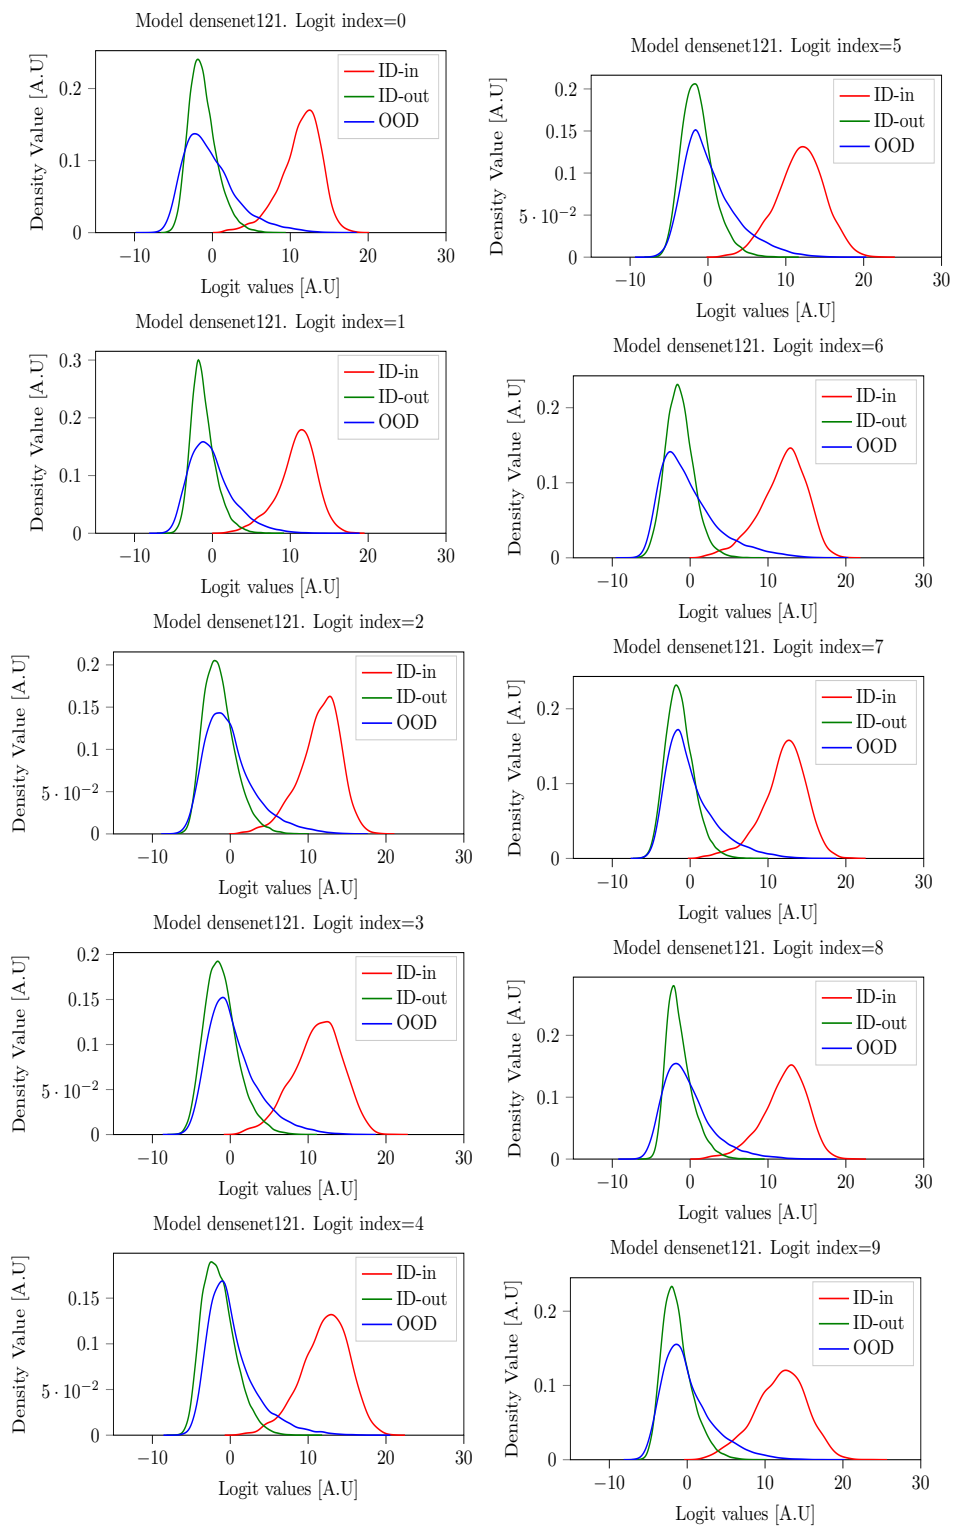 Model densenet121. Logit index=0
Density Value [A.U]
0.2
0.1
0
ID-in
ID-out
OOD
−10 0 10 20 30
Logit values [A.U]
Model densenet121. Logit index=1
Density Value [A.U]
0.3
0.2
0.1
0
ID-in
ID-out
OOD
−10 0 10 20 30
Logit values [A.U]
Model densenet121. Logit index=2
Density Value [A.U]
0.2
0.15
0.1
5 · 10−2
0
ID-in
ID-out
OOD
−10 0 10 20 30
Logit values [A.U]
Model densenet121. Logit index=3
Density Value [A.U]
0.2
0.15
0.1
5 · 10−2
0
ID-in
ID-out
OOD
−10 0 10 20 30
Logit values [A.U]
Model densenet121. Logit index=4
Density Value [A.U]
0.15
0.1
5 · 10−2
0
ID-in
ID-out
OOD
−10 0 10 20 30
Logit values [A.U]
Model densenet121. Logit index=5
Density Value [A.U]
0.2
0.15
0.1
5 · 10−2
0
ID-in
ID-out
OOD
−10 0 10 20 30
Logit values [A.U]
Model densenet121. Logit index=6
Density Value [A.U]
0.2
0.1
0
ID-in
ID-out
OOD
−10 0 10 20 30
Logit values [A.U]
Model densenet121. Logit index=7
Density Value [A.U]
0.2
0.1
0
ID-in
ID-out
OOD
−10 0 10 20 30
Logit values [A.U]
Model densenet121. Logit index=8
Density Value [A.U]
0.2
0.1
0
ID-in
ID-out
OOD
−10 0 10 20 30
Logit values [A.U]
Model densenet121. Logit index=9
Density Value [A.U]
0.2
0.1
0
ID-in
ID-out
OOD
−10 0 10 20 30
Logit values [A.U]